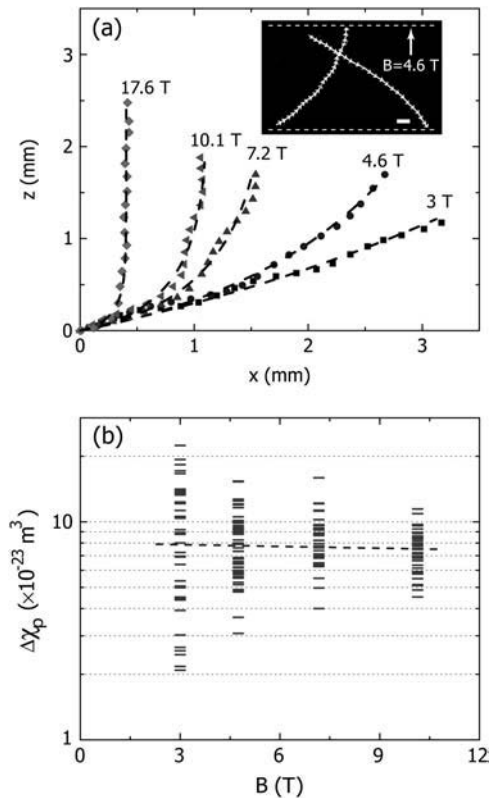 (a)
3
2
1
0
z (mm)
17.6 T
10.1 T
7.2 T
4.6 T
3 T
B=4.6 T
0
1
2
3
x (mm)
(b)
10
1
Δχp (×10-23 m3)
0
3
6
9
12
B (T)